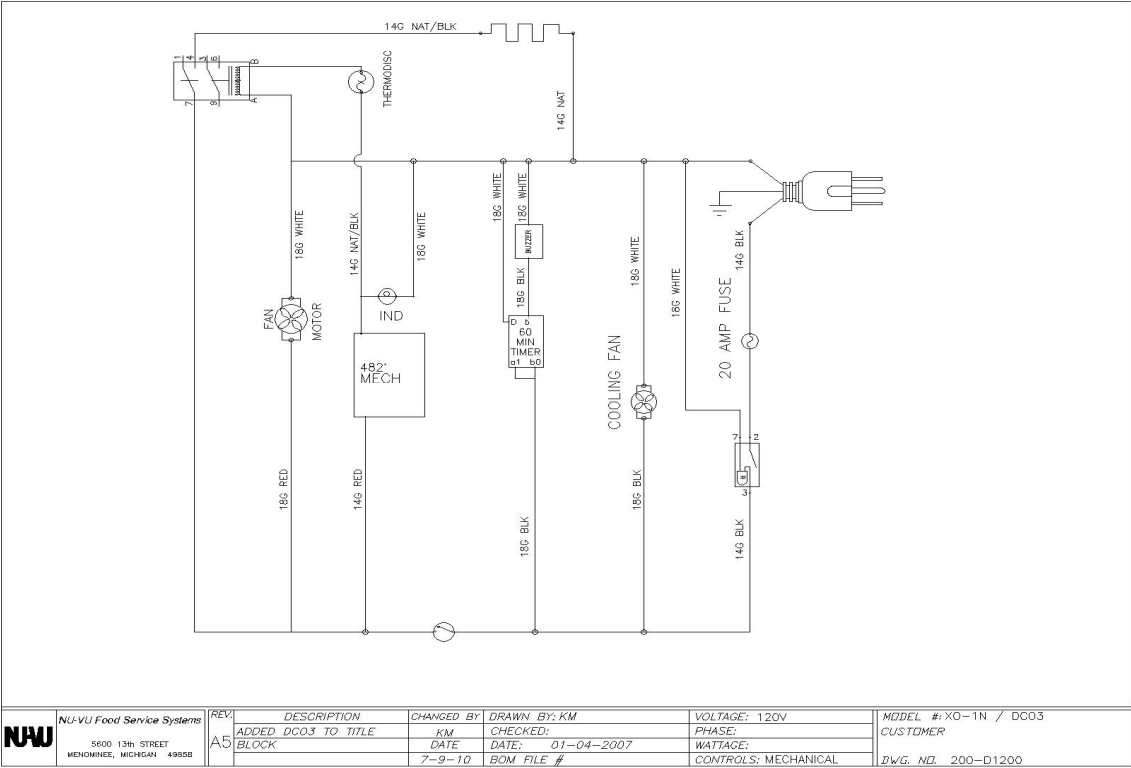 14G NAT/BLK
1 4 3 6
B
A
7 9
THERMODISC
14G NAT
18G WHITE
14G NAT/BLK
18G WHITE
18G WHITE
18G WHITE
BUZZER
18G BLK
18G WHITE
18G WHITE
14G BLK
20 AMP FUSE
FAN
MOTOR
IND
482°
MECH
D b
60
MIN
TIMER
a1 b0
COOLING FAN
7 2
R
3
18G RED
14G RED
18G BLK
18G BLK
14G BLK
NU-VU
NU-VU Food Service Systems
5600 13th STREET
MENOMINEE, MICHIGAN 49858
REV.
A5
DESCRIPTION
ADDED DC03 TO TITLE
BLOCK
CHANGED BY
KM
DATE
7-9-10
DRAWN BY: KM
CHECKED:
DATE: 01-04-2007
BOM FILE #
VOLTAGE: 120V
PHASE:
WATTAGE:
CONTROLS: MECHANICAL
MODEL #: XO-1N / DC03
CUSTOMER
DWG. NO. 200-D1200